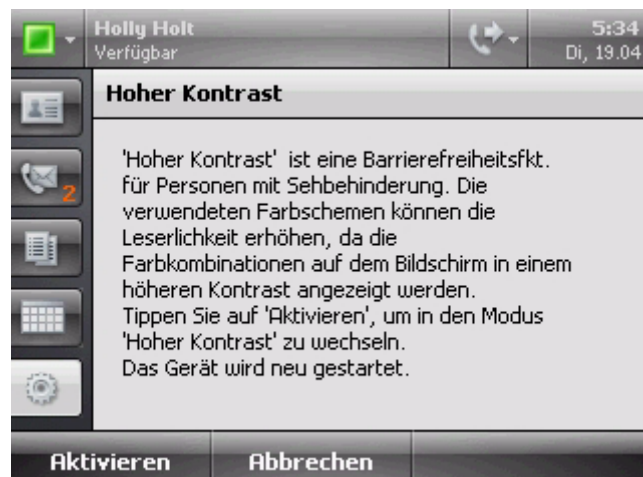 Holly Holt
Verfügbar
5:34
Di, 19.04
Hoher Kontrast
2
'Hoher Kontrast' ist eine Barrierefreiheitsfkt.
für Personen mit Sehbehinderung. Die
verwendeten Farbschemen können die
Leserlichkeit erhöhen, da die
Farbkombinationen auf dem Bildschirm in einem
höheren Kontrast angezeigt werden.
Tippen Sie auf 'Aktivieren', um in den Modus
'Hoher Kontrast' zu wechseln.
Das Gerät wird neu gestartet.
Aktivieren
Abbrechen